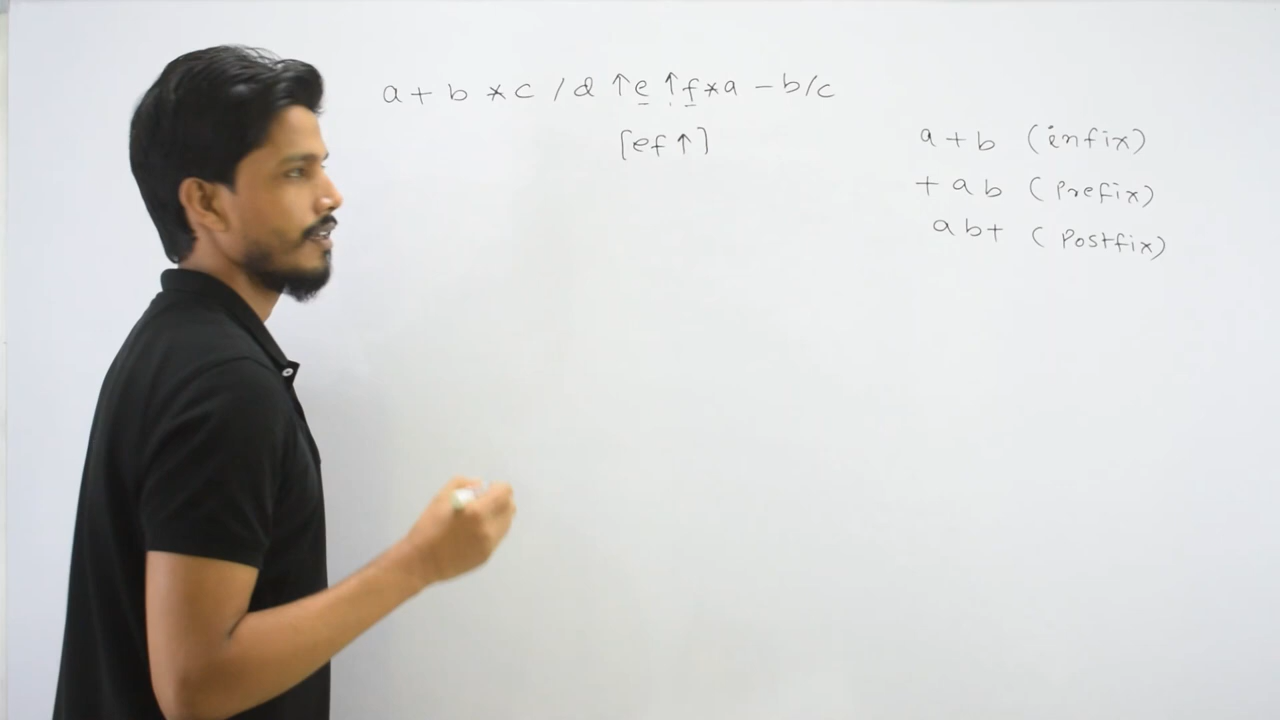 a + b * c / d ↑ e ↑ f * a - b / c
[ef ↑]
a + b (infix)
+ a b (Prefix)
a b + (Postfix)